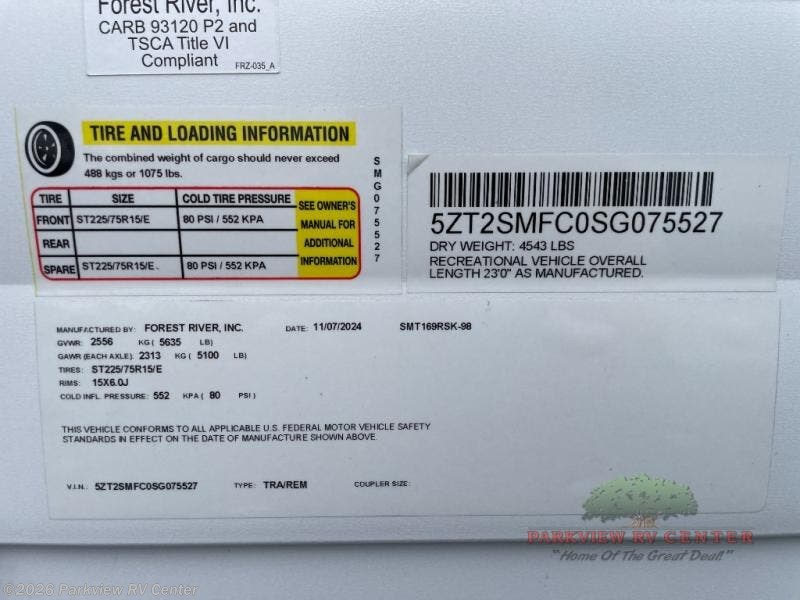 Forest River, Inc.
CARB 93120 P2 and
TSCA Title VI
Compliant
FRZ-035_A
TIRE AND LOADING INFORMATION
The combined weight of cargo should never exceed
488 kgs or 1075 lbs.
TIRE SIZE COLD TIRE PRESSURE SEE OWNER'S MANUAL FOR ADDITIONAL INFORMATION
FRONT ST225/75R15/E 80 PSI / 552 KPA
REAR
SPARE ST225/75R15/E. 80 PSI / 552 KPA
SMG075527
5ZT2SMFC0SG075527
DRY WEIGHT: 4543 LBS
RECREATIONAL VEHICLE OVERALL
LENGTH 23'0" AS MANUFACTURED.
MANUFACTURED BY: FOREST RIVER, INC. DATE: 11/07/2024 SMT169RSK-98
GVWR: 2556 KG ( 5635 LB)
GAWR (EACH AXLE): 2313 KG ( 5100 LB)
TIRES: ST225/75R15/E
RIMS: 15X6.0J
COLD INFL. PRESSURE: 552 KPA ( 80 PSI )
THIS VEHICLE CONFORMS TO ALL APPLICABLE U.S. FEDERAL MOTOR VEHICLE SAFETY
STANDARDS IN EFFECT ON THE DATE OF MANUFACTURE SHOWN ABOVE.
V.I.N.: 5ZT2SMFC0SG075527 TYPE: TRA/REM COUPLER SIZE:
PARKVIEW RV CENTER
"Home Of The Great Deal!"
©2026 Parkview RV Center